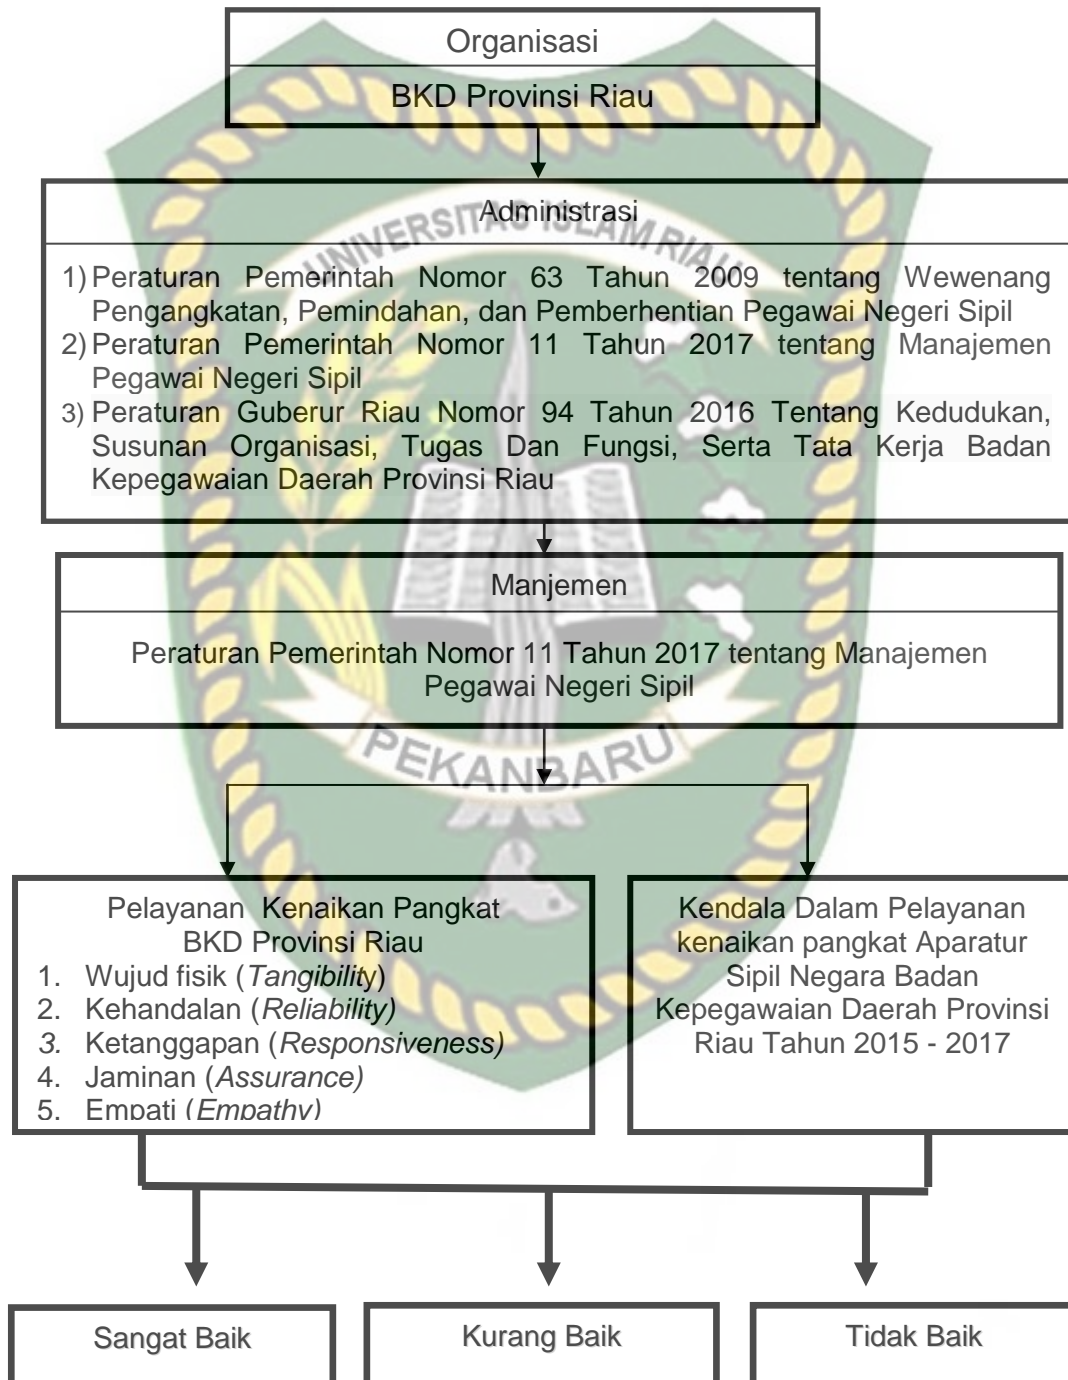 Organisasi
BKD Provinsi Riau
Administrasi
UNIVERSITAS ISLAM RIAU
1) Peraturan Pemerintah Nomor 63 Tahun 2009 tentang Wewenang
Pengangkatan, Pemindahan, dan Pemberhentian Pegawai Negeri Sipil
2) Peraturan Pemerintah Nomor 11 Tahun 2017 tentang Manajemen
Pegawai Negeri Sipil
3) Peraturan Guberur Riau Nomor 94 Tahun 2016 Tentang Kedudukan,
Susunan Organisasi, Tugas Dan Fungsi, Serta Tata Kerja Badan
Kepegawaian Daerah Provinsi Riau
Manjemen
Peraturan Pemerintah Nomor 11 Tahun 2017 tentang Manajemen
Pegawai Negeri Sipil
PEKANBARU
Pelayanan Kenaikan Pangkat
BKD Provinsi Riau
1. Wujud fisik (Tangibility)
2. Kehandalan (Reliability)
3. Ketanggapan (Responsiveness)
4. Jaminan (Assurance)
5. Empati (Empathy)
Kendala Dalam Pelayanan
kenaikan pangkat Aparatur
Sipil Negara Badan
Kepegawaian Daerah Provinsi
Riau Tahun 2015 - 2017
Sangat Baik
Kurang Baik
Tidak Baik